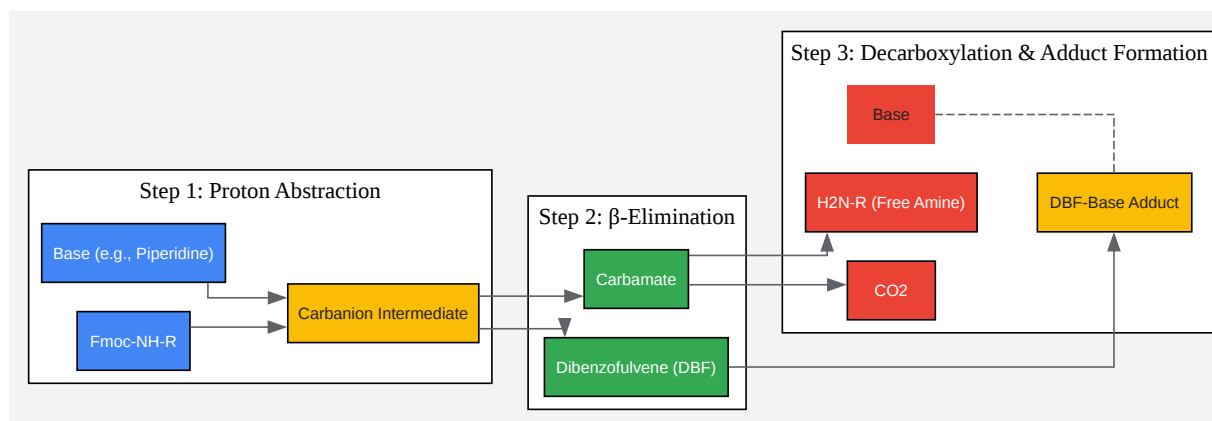 Step 1: Proton Abstraction
Base (e.g., Piperidine)
Fmoc-NH-R
Carbanion Intermediate
Step 2: β-Elimination
Carbamate
Dibenzofulvene (DBF)
Step 3: Decarboxylation & Adduct Formation
Base
H2N-R (Free Amine)
DBF-Base Adduct
CO2